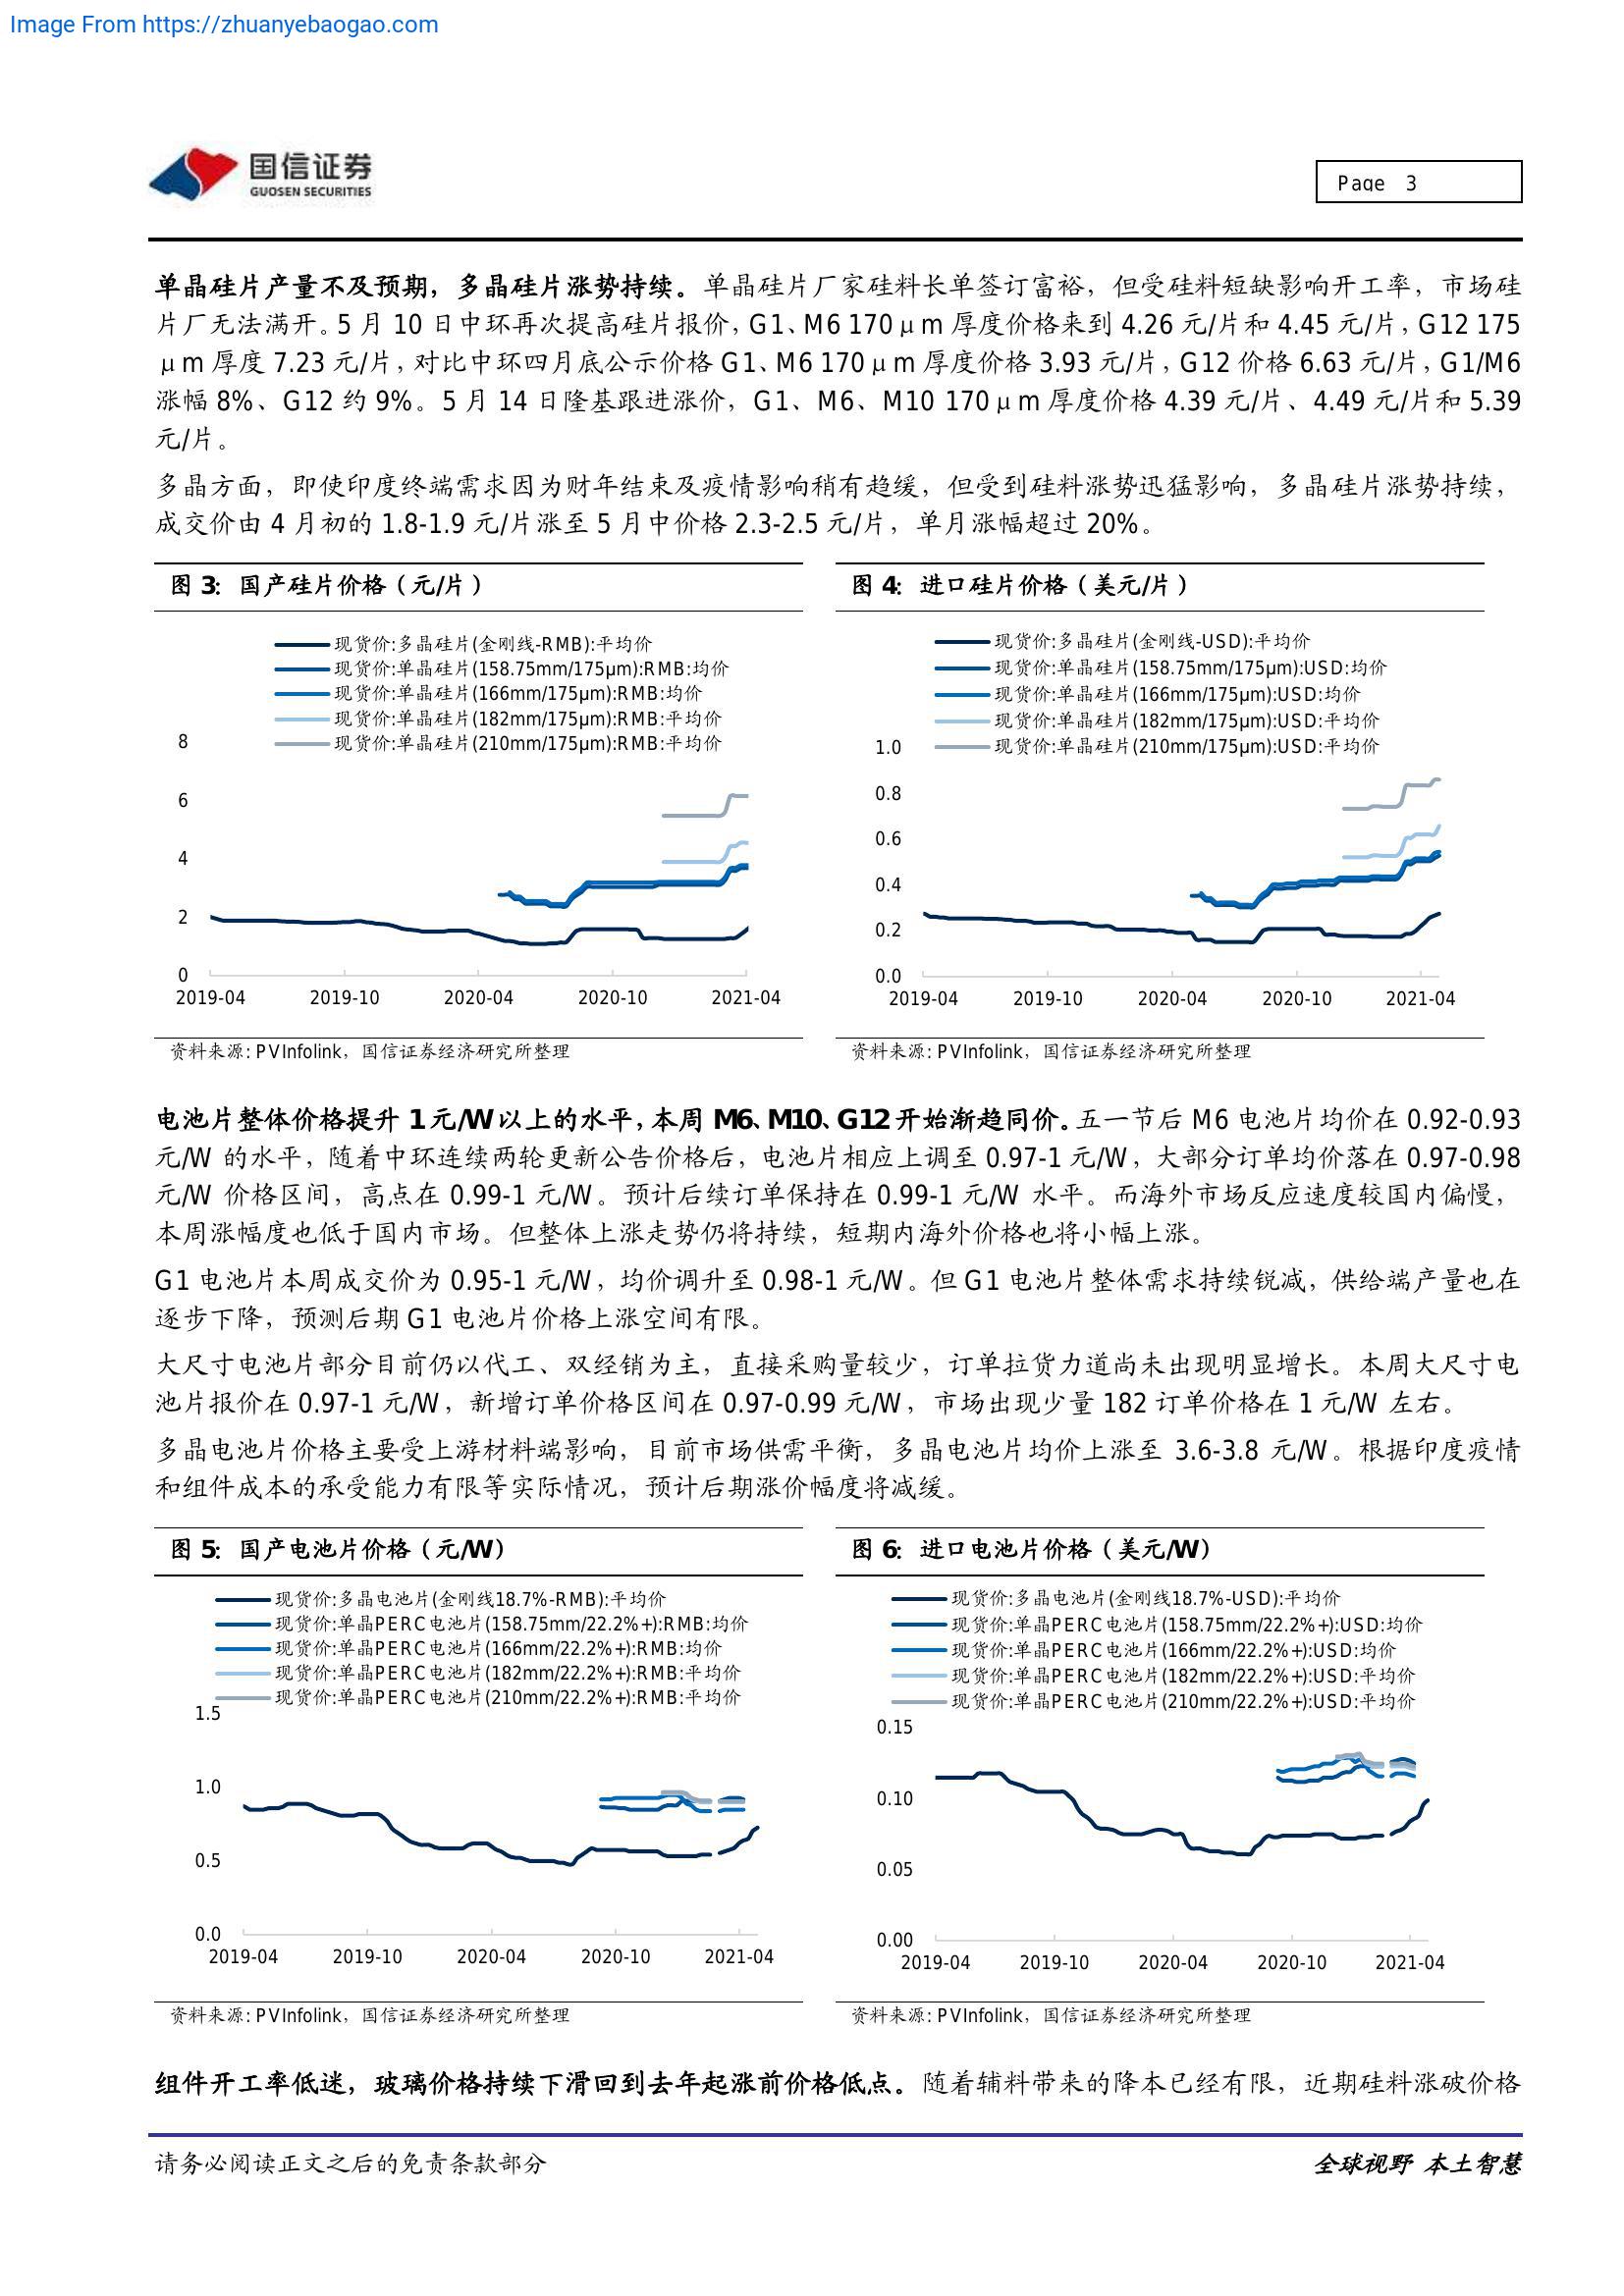 Image From https://zhuanyebaogao.com
国信证券
GUOSEN SECURITIES
Page 3
单晶硅片产量不及预期，多晶硅片涨势持续。单晶硅片厂家硅料长单签订富裕，但受硅料短缺影响开工率，市场硅
片厂无法满开。5 月 10 日中环再次提高硅片报价，G1、M6 170μm 厚度价格来到 4.26 元/片和 4.45 元/片，G12 175
μm 厚度 7.23 元/片，对比中环四月底公示价格 G1、M6 170μm 厚度价格 3.93 元/片，G12 价格 6.63 元/片，G1/M6
涨幅 8%、G12 约 9%。5 月 14 日隆基跟进涨价，G1、M6、M10 170μm 厚度价格 4.39 元/片、4.49 元/片和 5.39
元/片。
多晶方面，即使印度终端需求因为财年结束及疫情影响稍有趋缓，但受到硅料涨势迅猛影响，多晶硅片涨势持续，
成交价由 4 月初的 1.8-1.9 元/片涨至 5 月中价格 2.3-2.5 元/片，单月涨幅超过 20%。
图 3：国产硅片价格（元/片）
现货价:多晶硅片(金刚线-RMB):平均价
现货价:单晶硅片(158.75mm/175μm):RMB:均价
现货价:单晶硅片(166mm/175μm):RMB:均价
现货价:单晶硅片(182mm/175μm):RMB:平均价
现货价:单晶硅片(210mm/175μm):RMB:平均价
8
6
4
2
0
2019-04 2019-10 2020-04 2020-10 2021-04
资料来源: PVInfolink，国信证券经济研究所整理
图 4：进口硅片价格（美元/片）
现货价:多晶硅片(金刚线-USD):平均价
现货价:单晶硅片(158.75mm/175μm):USD:均价
现货价:单晶硅片(166mm/175μm):USD:均价
现货价:单晶硅片(182mm/175μm):USD:平均价
现货价:单晶硅片(210mm/175μm):USD:平均价
1.0
0.8
0.6
0.4
0.2
0.0
2019-04 2019-10 2020-04 2020-10 2021-04
资料来源: PVInfolink，国信证券经济研究所整理
电池片整体价格提升 1 元/W 以上的水平，本周 M6、M10、G12 开始渐趋同价。五一节后 M6 电池片均价在 0.92-0.93
元/W 的水平，随着中环连续两轮更新公告价格后，电池片相应上调至 0.97-1 元/W，大部分订单均价落在 0.97-0.98
元/W 价格区间，高点在 0.99-1 元/W。预计后续订单保持在 0.99-1 元/W 水平。而海外市场反应速度较国内偏慢，
本周涨幅度也低于国内市场。但整体上涨走势仍将持续，短期内海外价格也将小幅上涨。
G1 电池片本周成交价为 0.95-1 元/W，均价调升至 0.98-1 元/W。但 G1 电池片整体需求持续锐减，供给端产量也在
逐步下降，预测后期 G1 电池片价格上涨空间有限。
大尺寸电池片部分目前仍以代工、双经销为主，直接采购量较少，订单拉货力道尚未出现明显增长。本周大尺寸电
池片报价在 0.97-1 元/W，新增订单价格区间在 0.97-0.99 元/W，市场出现少量 182 订单价格在 1 元/W 左右。
多晶电池片价格主要受上游材料端影响，目前市场供需平衡，多晶电池片均价上涨至 3.6-3.8 元/W。根据印度疫情
和组件成本的承受能力有限等实际情况，预计后期涨价幅度将减缓。
图 5：国产电池片价格（元/W）
现货价:多晶电池片(金刚线18.7%-RMB):平均价
现货价:单晶PERC电池片(158.75mm/22.2%+):RMB:均价
现货价:单晶PERC电池片(166mm/22.2%+):RMB:均价
现货价:单晶PERC电池片(182mm/22.2%+):RMB:平均价
现货价:单晶PERC电池片(210mm/22.2%+):RMB:平均价
1.5
1.0
0.5
0.0
2019-04 2019-10 2020-04 2020-10 2021-04
资料来源: PVInfolink，国信证券经济研究所整理
图 6：进口电池片价格（美元/W）
现货价:多晶电池片(金刚线18.7%-USD):平均价
现货价:单晶PERC电池片(158.75mm/22.2%+):USD:均价
现货价:单晶PERC电池片(166mm/22.2%+):USD:均价
现货价:单晶PERC电池片(182mm/22.2%+):USD:平均价
现货价:单晶PERC电池片(210mm/22.2%+):USD:平均价
0.15
0.10
0.05
0.00
2019-04 2019-10 2020-04 2020-10 2021-04
资料来源: PVInfolink，国信证券经济研究所整理
组件开工率低迷，玻璃价格持续下滑回到去年起涨前价格低点。随着辅料带来的降本已经有限，近期硅料涨破价格
请务必阅读正文之后的免责条款部分
全球视野 本土智慧